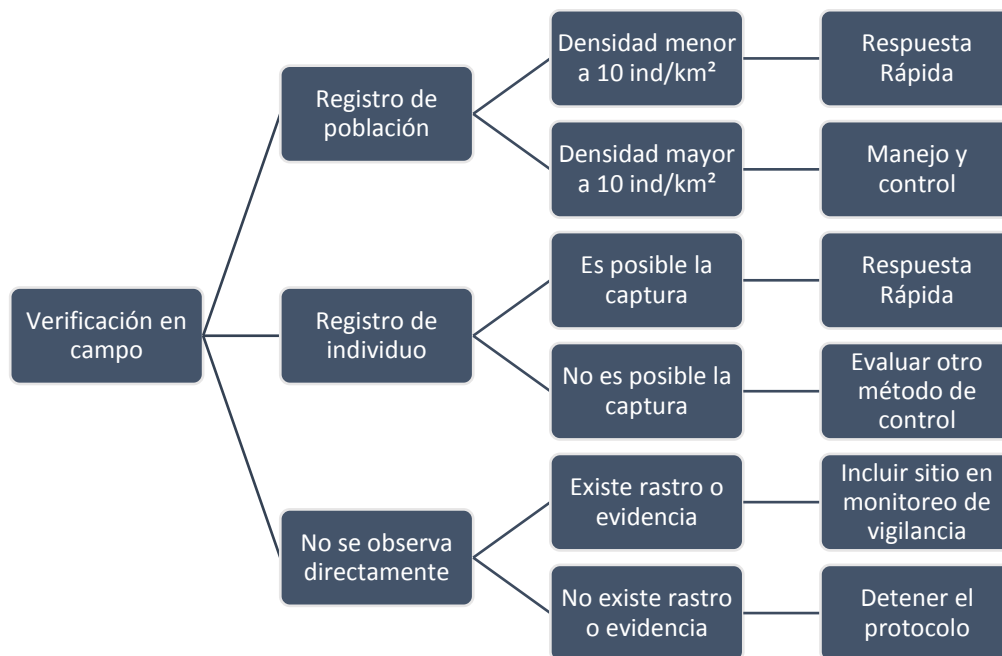 Verificación en
campo
Registro de
población
Densidad menor
a 10 ind/km²
Respuesta
Rápida
Densidad mayor
a 10 ind/km²
Manejo y
control
Registro de
individuo
Es posible la
captura
Respuesta
Rápida
No es posible la
captura
Evaluar otro
método de
control
No se observa
directamente
Existe rastro o
evidencia
Incluir sitio en
monitoreo de
vigilancia
No existe rastro
o evidencia
Detener el
protocolo